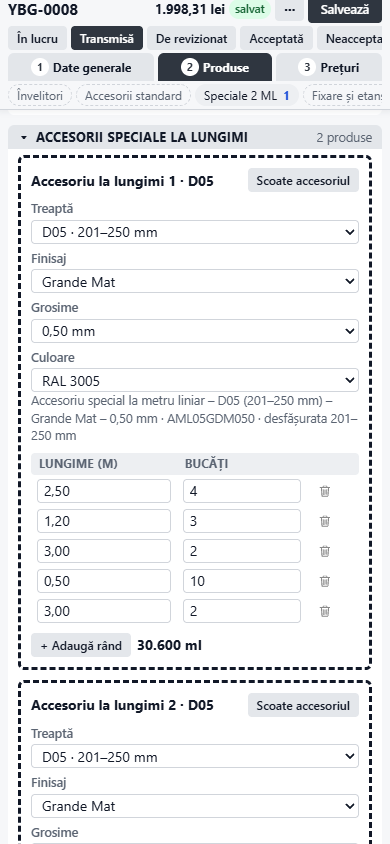 YBG-0008 1.998,31 lei salvat ... Salvează
În lucru Transmisă De revizionat Acceptată Neaccepta
1 Date generale 2 Produse 3 Prețuri
Învelitori Accesorii standard Speciale 2 ML 1 Fixare și etanș
ACCESORII SPECIALE LA LUNGIMI 2 produse
Accesoriu la lungimi 1 · D05 Scoate accesoriul
Treaptă
D05 · 201–250 mm
Finisaj
Grande Mat
Grosime
0,50 mm
Culoare
RAL 3005
Accesoriu special la metru liniar – D05 (201–250 mm) –
Grande Mat – 0,50 mm · AML05GDM050 · desfășurata 201–
250 mm
LUNGIME (M) BUCĂȚI
2,50 4
1,20 3
3,00 2
0,50 10
3,00 2
+ Adaugă rând 30.600 ml
Accesoriu la lungimi 2 · D05 Scoate accesoriul
Treaptă
D05 · 201–250 mm
Finisaj
Grande Mat
Grosime